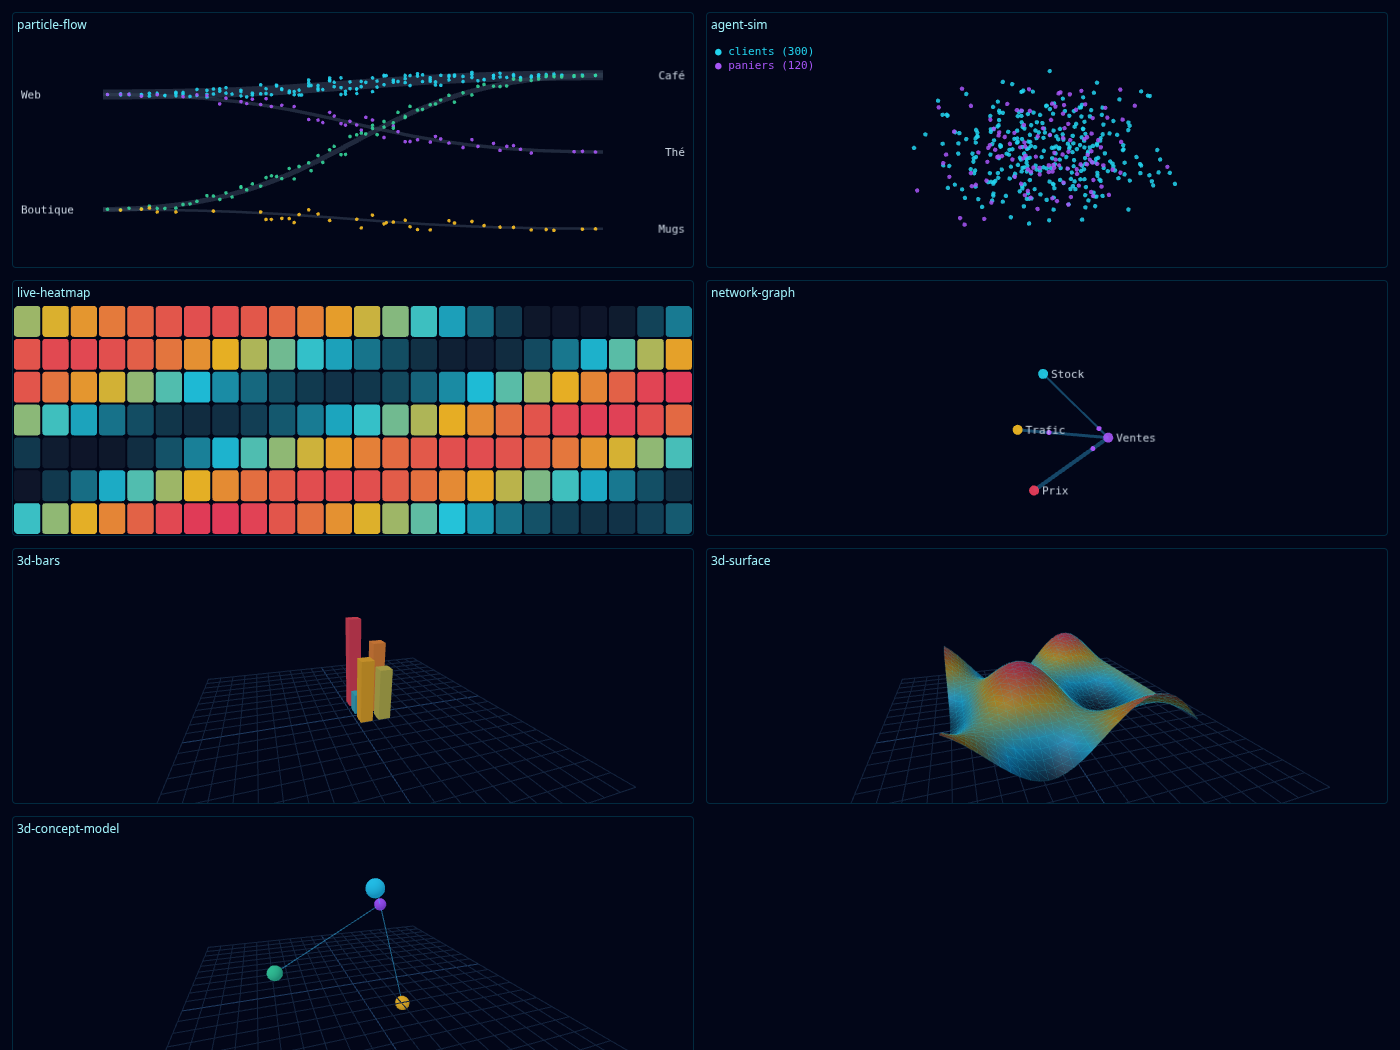 particle-flow
Web
Boutique
Café
Thé
Mugs
agent-sim
clients (300)
paniers (120)
live-heatmap
network-graph
Stock
Trafic
Ventes
Prix
3d-bars
3d-surface
3d-concept-model